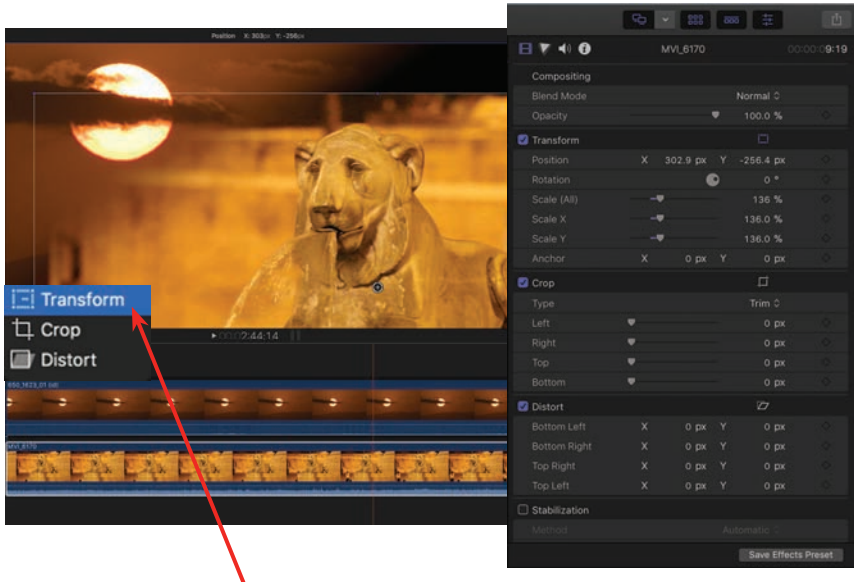 Position X: 303px Y: -256px
Transform
Crop
Distort
2:44:14
650_1623_01 (id)
MVI_6170
MVI_6170 00:00:09:19
Compositing
Blend Mode Normal
Opacity 100.0 %
Transform
Position X 302.9 px Y -256.4 px
Rotation 0 °
Scale (All) 136 %
Scale X 136.0 %
Scale Y 136.0 %
Anchor X 0 px Y 0 px
Crop
Type Trim
Left 0 px
Right 0 px
Top 0 px
Bottom 0 px
Distort
Bottom Left X 0 px Y 0 px
Bottom Right X 0 px Y 0 px
Top Right X 0 px Y 0 px
Top Left X 0 px Y 0 px
Stabilization
Method Automatic
Save Effects Preset